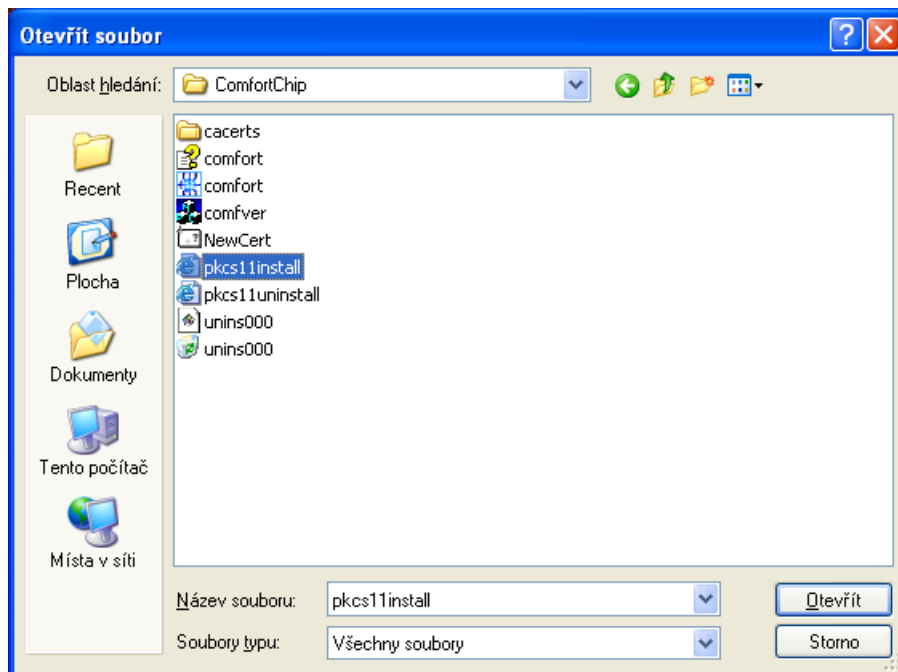 Otevřít soubor
Oblast hledání: ComfortChip
Recent
Plocha
Dokumenty
Tento počítač
Místa v síti
cacerts
comfort
comfort
comfver
NewCert
pkcs11install
pkcs11uninstall
unins000
unins000
Název souboru: pkcs11install Otevřít
Soubory typu: Všechny soubory Storno